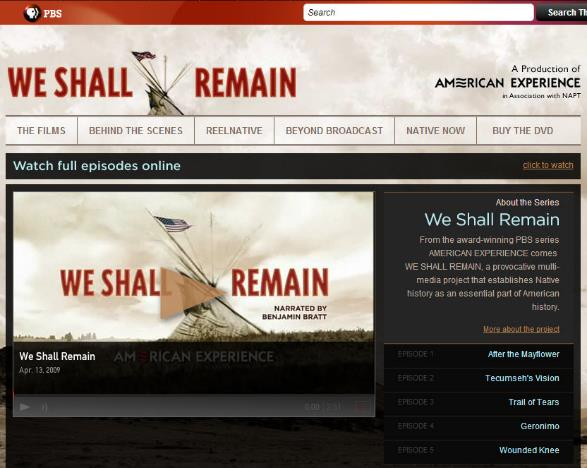 PBS
Search
Search Th
WE SHALL REMAIN
A Production of
AMERICAN EXPERIENCE
in Association with NAPT
THE FILMS
BEHIND THE SCENES
REELNATIVE
BEYOND BROADCAST
NATIVE NOW
BUY THE DVD
Watch full episodes online
click to watch
WE SHALL REMAIN
NARRATED BY
BENJAMIN BRATT
AMERICAN EXPERIENCE
We Shall Remain
Apr. 13, 2009
0:00
About the Series
We Shall Remain
From the award-winning PBS series
AMERICAN EXPERIENCE comes
WE SHALL REMAIN, a provocative multi-
media project that establishes Native
history as an essential part of American
history.
More about the project
EPISODE 1 After the Mayflower
EPISODE 2 Tecumseh's Vision
EPISODE 3 Trail of Tears
EPISODE 4 Geronimo
EPISODE 5 Wounded Knee